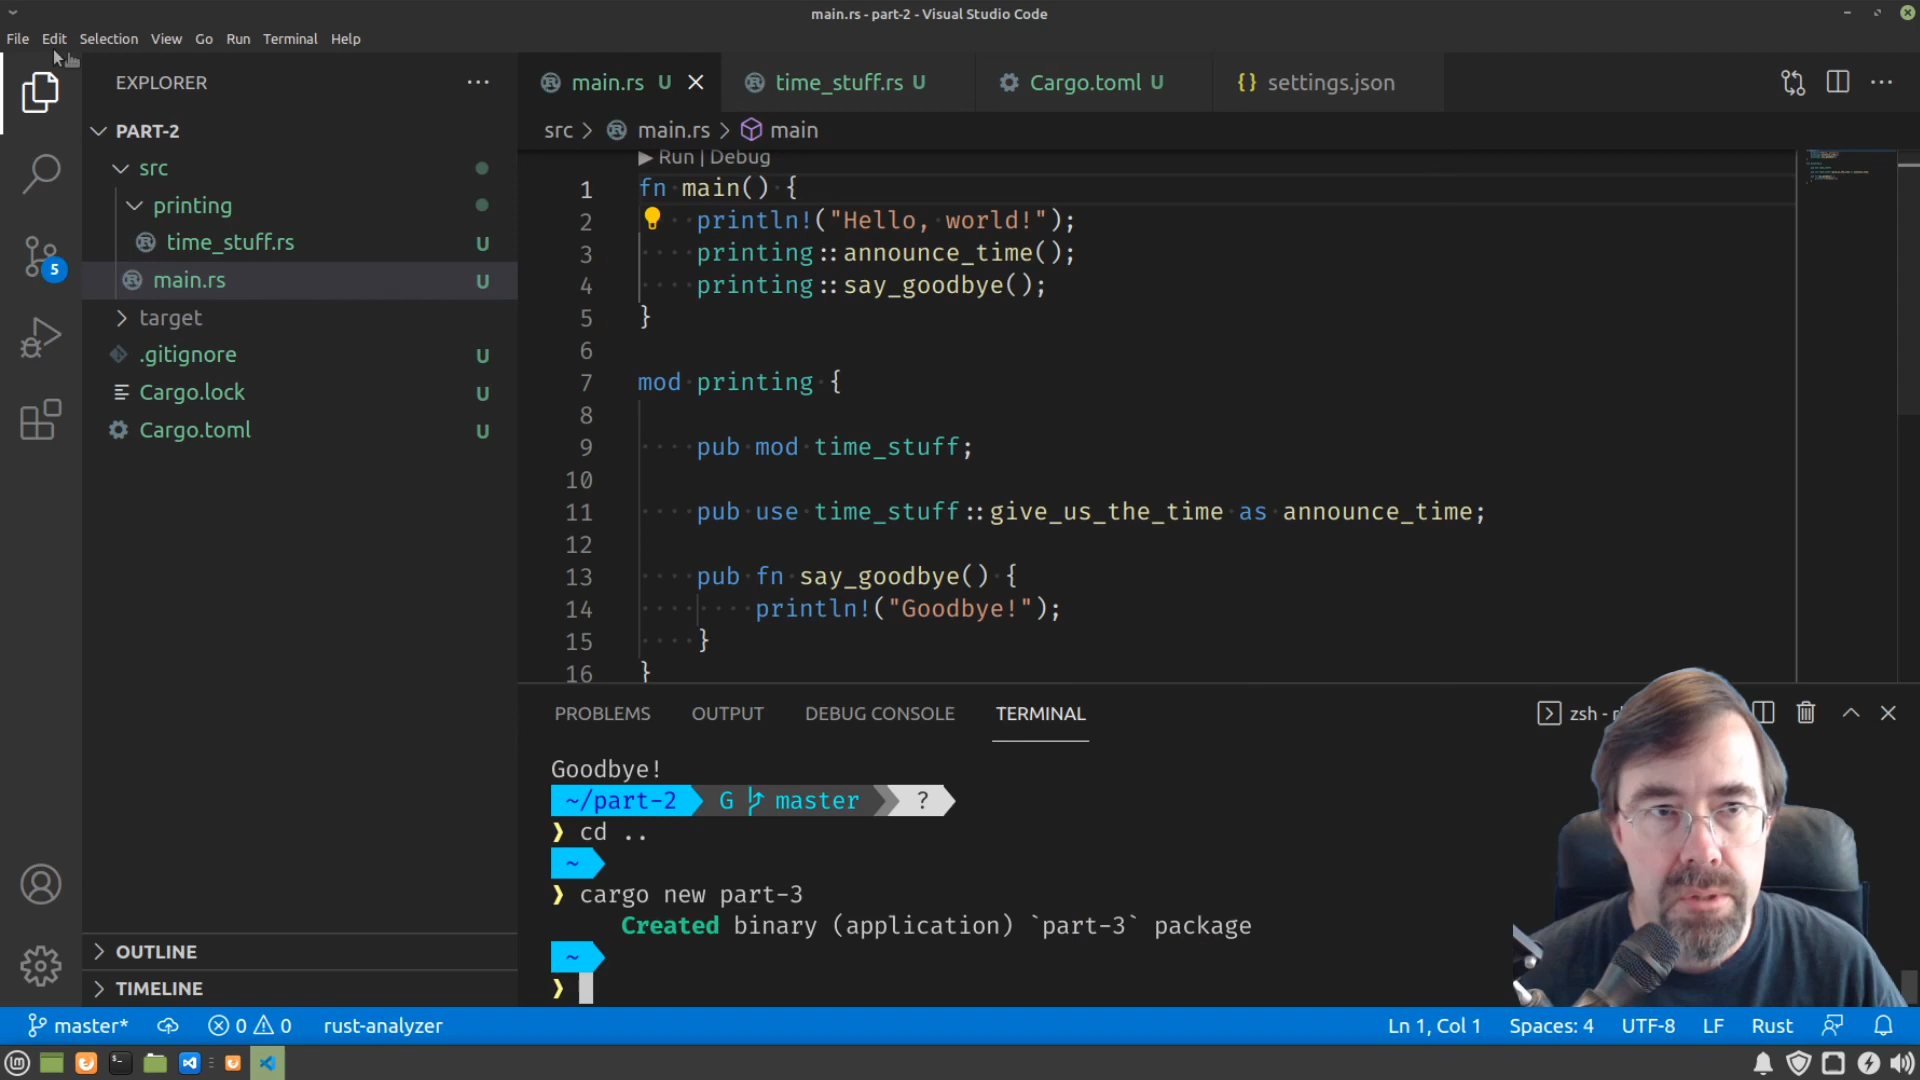 main.rs - part-2 - Visual Studio Code
File Edit Selection View Go Run Terminal Help
EXPLORER
PART-2
src
printing
time_stuff.rs U
main.rs U
target
.gitignore U
Cargo.lock U
Cargo.toml U
OUTLINE
TIMELINE
5
main.rs U
time_stuff.rs U
Cargo.toml U
{} settings.json
src > main.rs > main
Run | Debug
1 fn main() {
2 println!("Hello, world!");
3 printing::announce_time();
4 printing::say_goodbye();
5 }
6
7 mod printing {
8
9 pub mod time_stuff;
10
11 pub use time_stuff::give_us_the_time as announce_time;
12
13 pub fn say_goodbye() {
14 println!("Goodbye!");
15 }
16 }
PROBLEMS OUTPUT DEBUG CONSOLE TERMINAL
zsh -
Goodbye!
~/part-2 G master ?
❯ cd ..
~
❯ cargo new part-3
Created binary (application) `part-3` package
~
❯
master* 0 0 rust-analyzer
Ln 1, Col 1 Spaces: 4 UTF-8 LF Rust